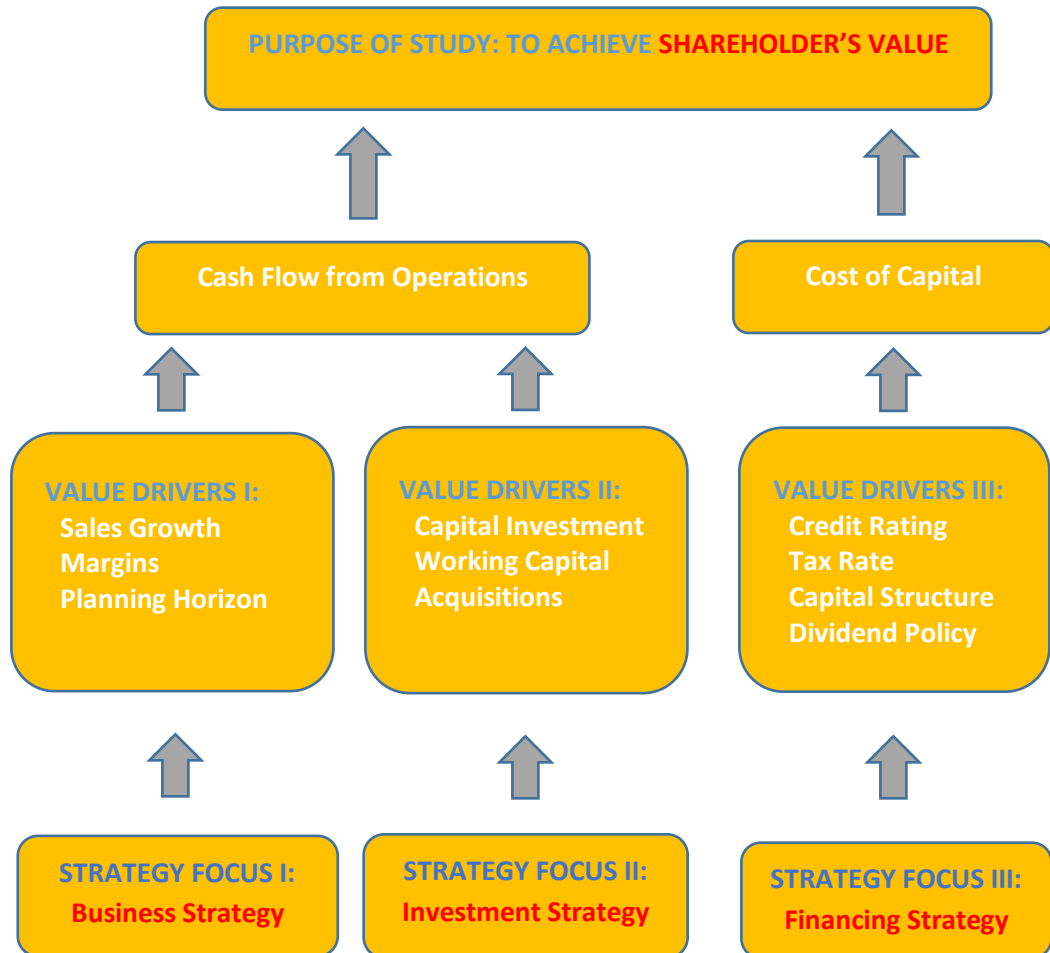 PURPOSE OF STUDY: TO ACHIEVE SHAREHOLDER’S VALUE
Cash Flow from Operations
Cost of Capital
VALUE DRIVERS I:
Sales Growth
Margins
Planning Horizon
VALUE DRIVERS II:
Capital Investment
Working Capital
Acquisitions
VALUE DRIVERS III:
Credit Rating
Tax Rate
Capital Structure
Dividend Policy
STRATEGY FOCUS I:
Business Strategy
STRATEGY FOCUS II:
Investment Strategy
STRATEGY FOCUS III:
Financing Strategy